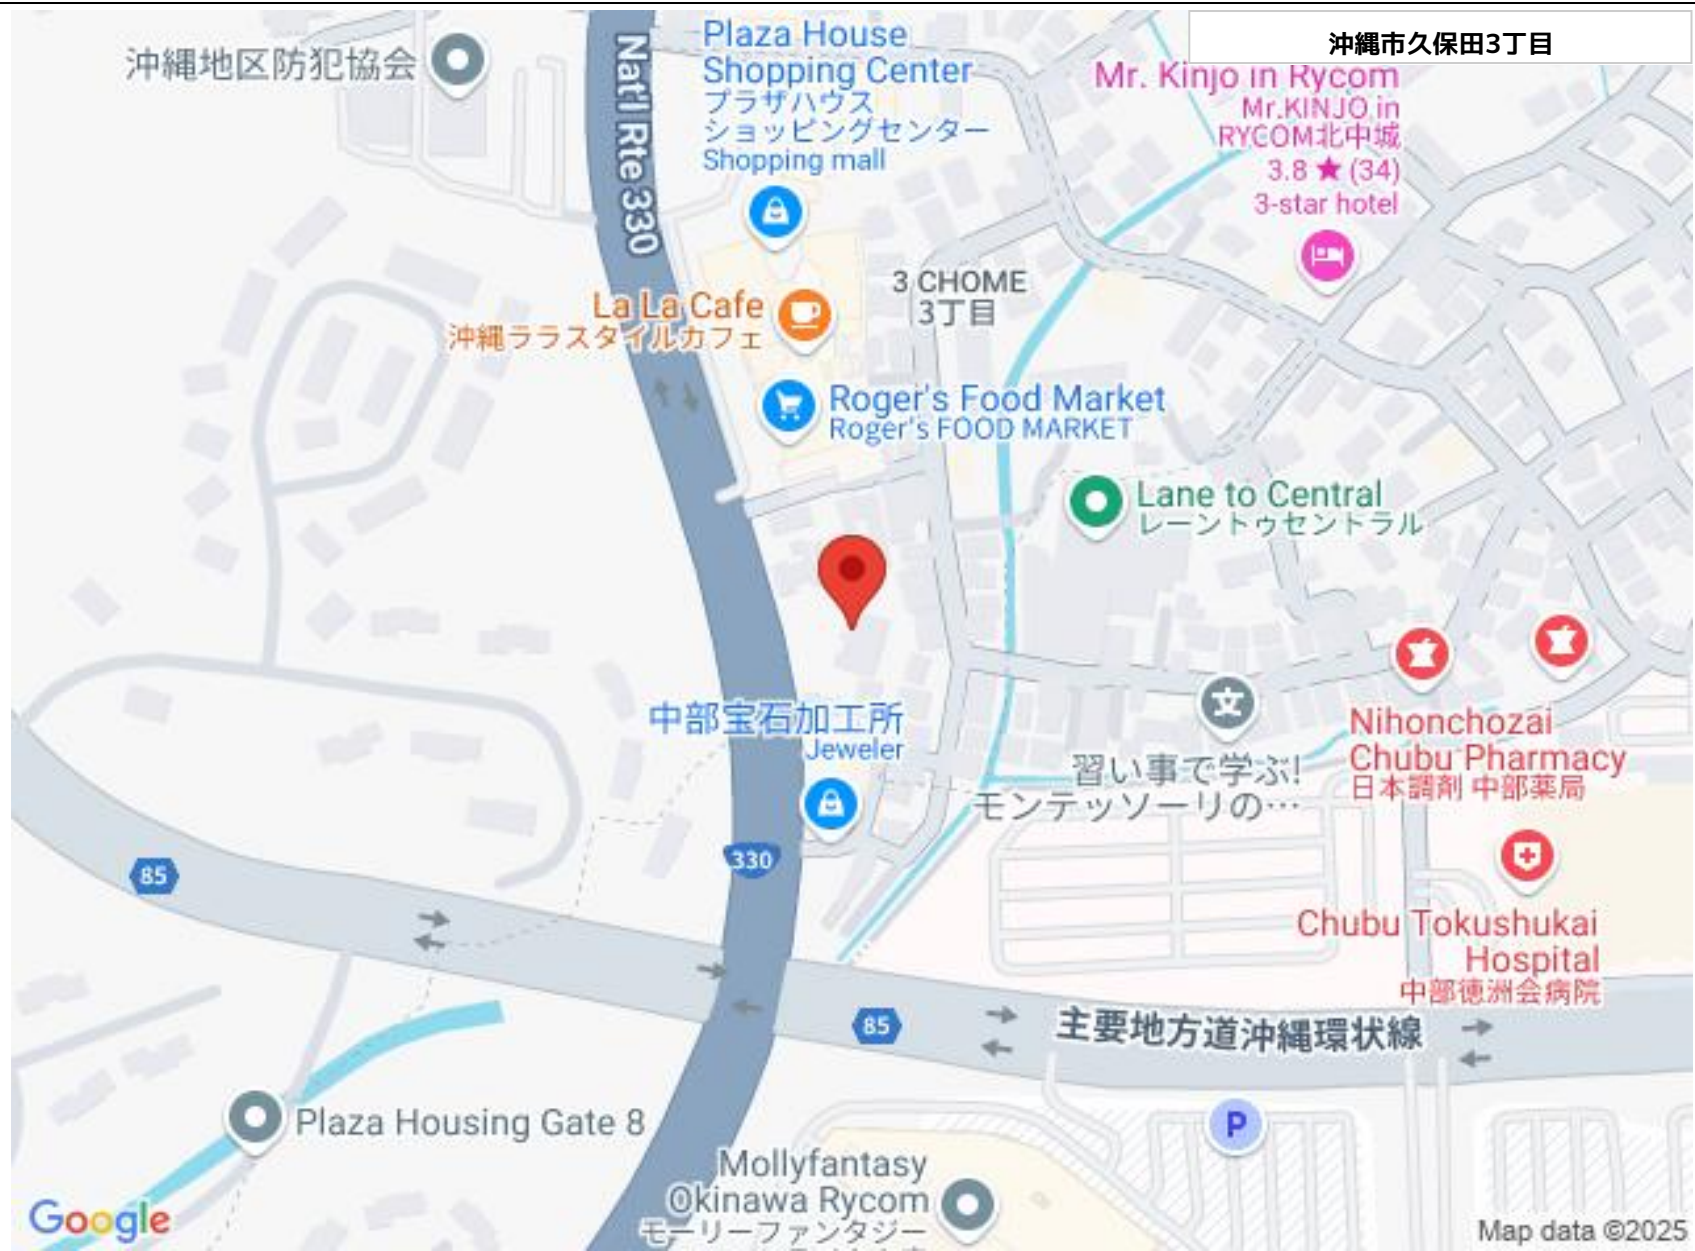 沖縄市久保田3丁目
沖縄地区防犯協会
Nat'l Rte 330
Plaza House
Shopping Center
プラザハウス
ショッピングセンター
Shopping mall
Mr. Kinjo in Rycom
Mr.KINJO in
RYCOM北中城
3.8 ★ (34)
3-star hotel
3 CHOME
3丁目
La La Cafe
沖縄ララスタイルカフェ
Roger's Food Market
Roger's FOOD MARKET
Lane to Central
レーントゥセントラル
中部宝石加工所
Jeweler
習い事で学ぶ!
モンテッソーリの…
Nihonchozai
Chubu Pharmacy
日本調剤 中部薬局
330
85
Chubu Tokushukai
Hospital
中部徳洲会病院
85
主要地方道沖縄環状線
Plaza Housing Gate 8
P
Mollyfantasy
Okinawa Rycom
モーリーファンタジー
Google
Map data ©2025